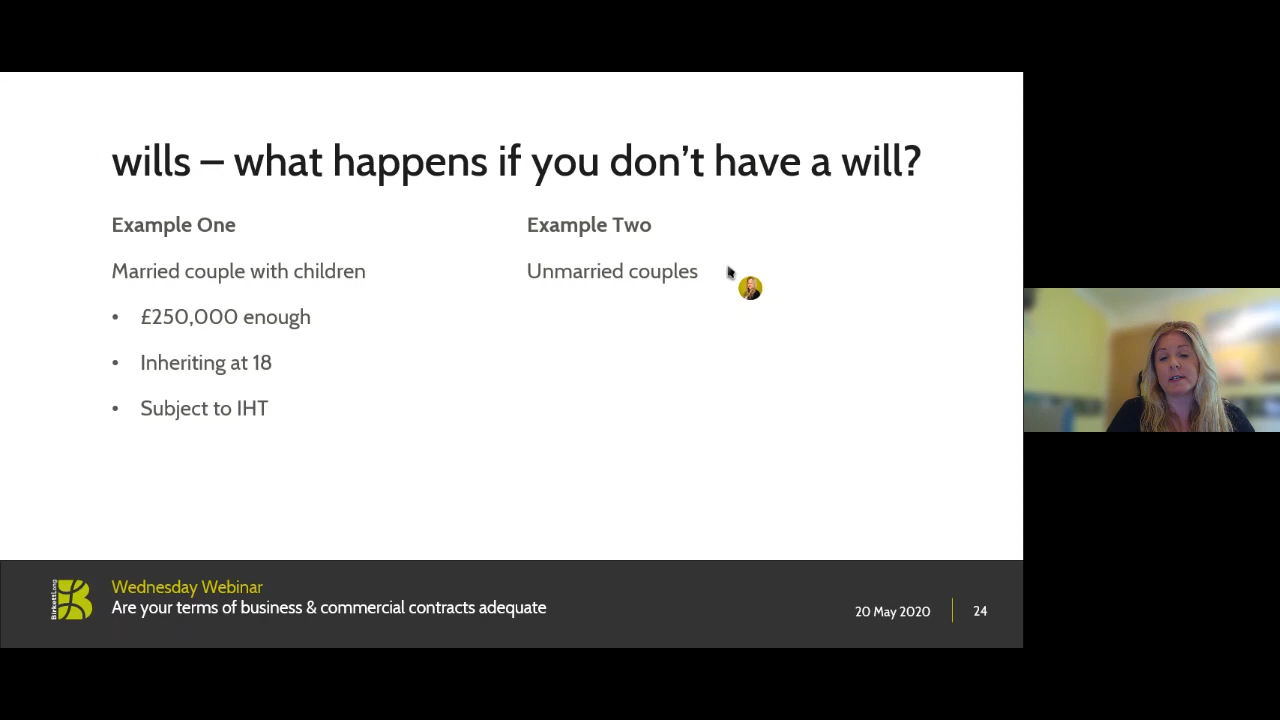 wills – what happens if you don't have a will?
Example One
Married couple with children
• £250,000 enough
• Inheriting at 18
• Subject to IHT
Example Two
Unmarried couples
BirkettLong
Wednesday Webinar
Are your terms of business & commercial contracts adequate
20 May 2020
24